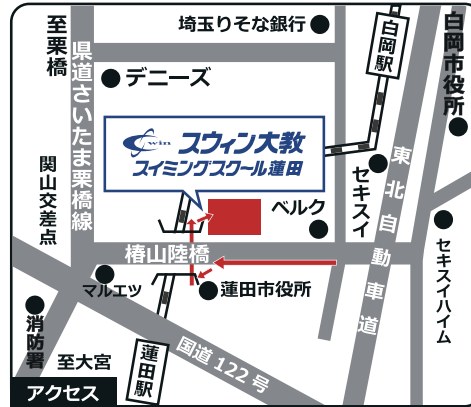 至栗橋
県道さいたま栗橋線
埼玉りそな銀行
白岡駅
白岡市役所
デニーズ
win
スウィン大教
スイミングスクール蓮田
関山交差点
セキスイ
東北自動車道
ベルク
椿山陸橋
セキスイハイム
マルエツ
蓮田市役所
消防署
至大宮
蓮田駅
国道122号
アクセス